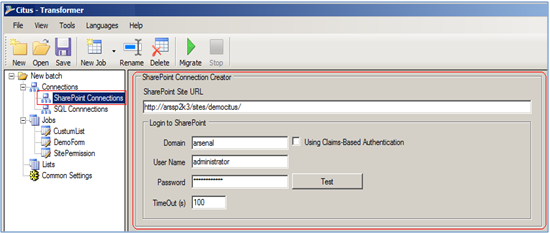 Citus - Transformer
File View Tools Languages Help
New Open Save New Job Rename Delete Migrate Stop
New batch
Connections
SharePoint Connections
SQL Connnections
Jobs
CustumList
DemoForm
SitePermission
Lists
Common Settings
SharePoint Connection Creator
SharePoint Site URL
http://arssp2k3/sites/democitus/
Login to SharePoint
Domain arsenal Using Claims-Based Authentication
User Name administrator
Password ************ Test
TimeOut (s) 100